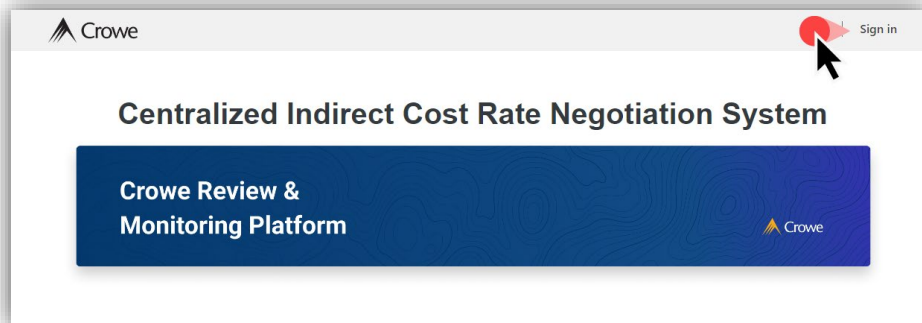 Crowe
Sign in
Centralized Indirect Cost Rate Negotiation System
Crowe Review &
Monitoring Platform
Crowe